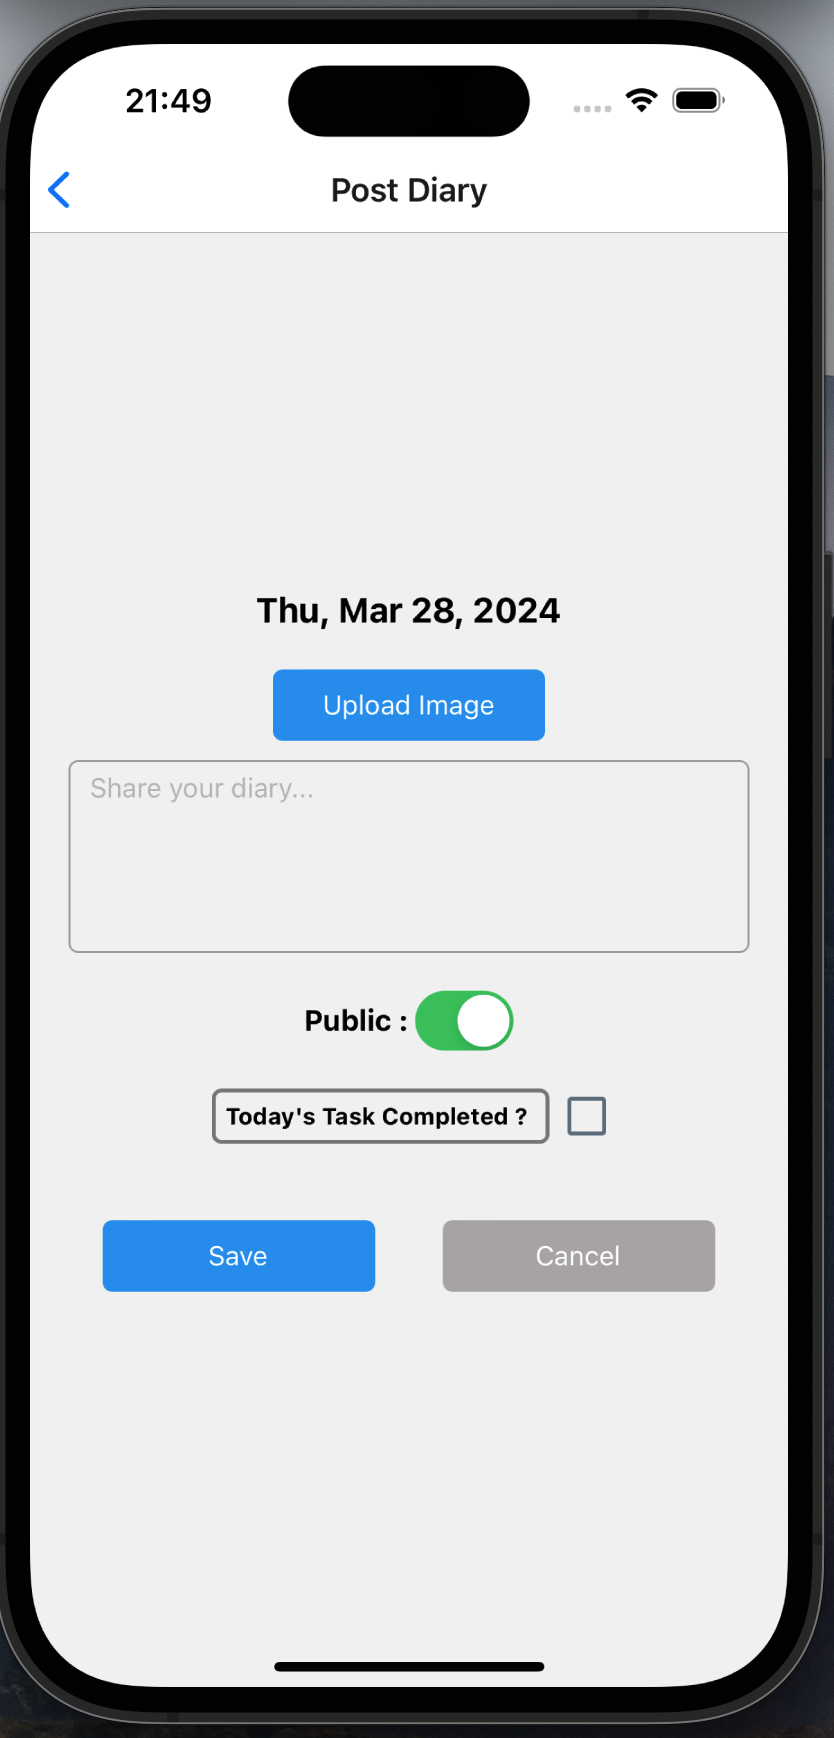 21:49
Post Diary
Thu, Mar 28, 2024
Upload Image
Share your diary...
Public :
Today's Task Completed ?
Save
Cancel